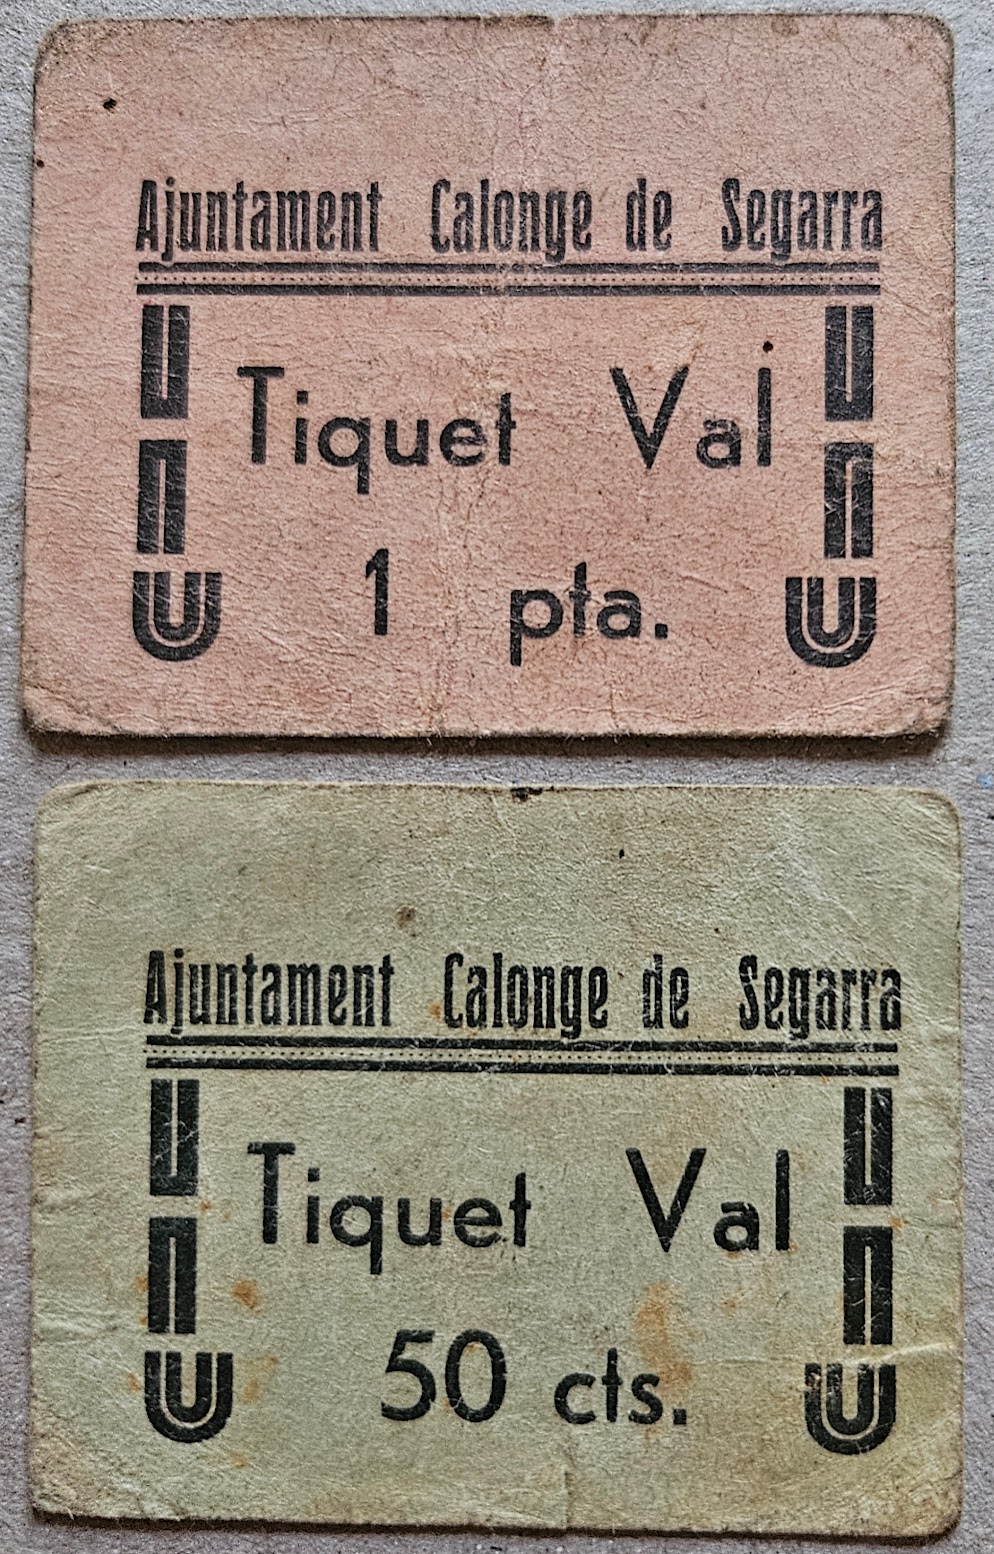 Ajuntament Calonge de Segarra
Tiquet Val
1 pta.
Ajuntament Calonge de Segarra
Tiquet Val
50 cts.